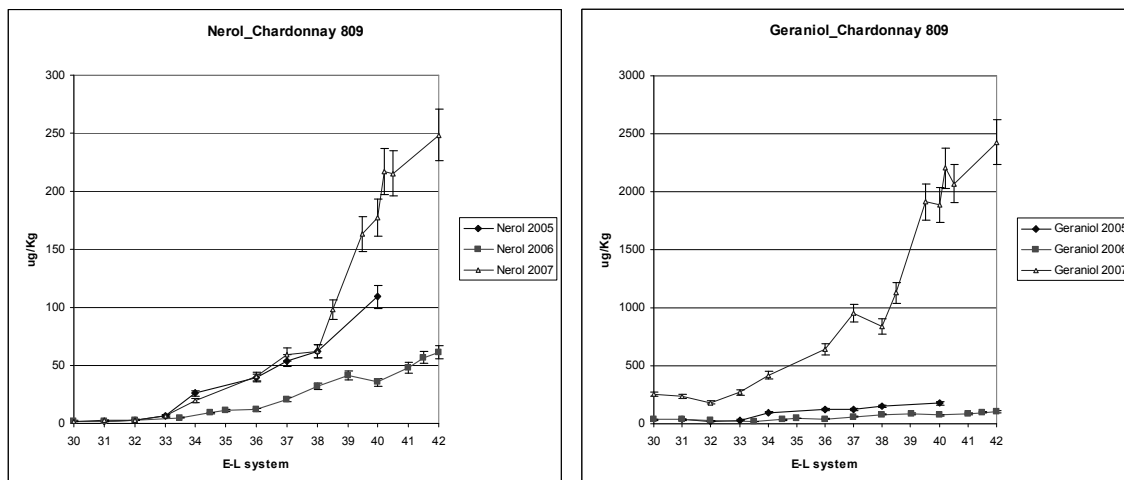 Nerol_Chardonnay 809
300
250
200
150
100
50
0
ug/Kg
30 31 32 33 34 35 36 37 38 39 40 41 42
E-L system
Nerol 2005
Nerol 2006
Nerol 2007
Geraniol_Chardonnay 809
3000
2500
2000
1500
1000
500
0
ug/Kg
30 31 32 33 34 35 36 37 38 39 40 41 42
E-L system
Geraniol 2005
Geraniol 2006
Geraniol 2007